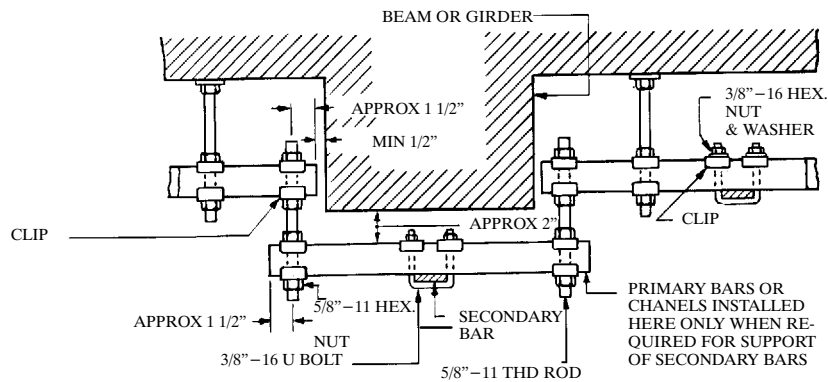 BEAM OR GIRDER
APPROX 1 1/2”
MIN 1/2”
3/8”–16 HEX.
NUT
& WASHER
CLIP
APPROX 2”
CLIP
5/8”–11 HEX.
NUT
APPROX 1 1/2”
3/8”–16 U BOLT
SECONDARY
BAR
5/8”–11 THD ROD
PRIMARY BARS OR
CHANELS INSTALLED
HERE ONLY WHEN RE-
QUIRED FOR SUPPORT
OF SECONDARY BARS